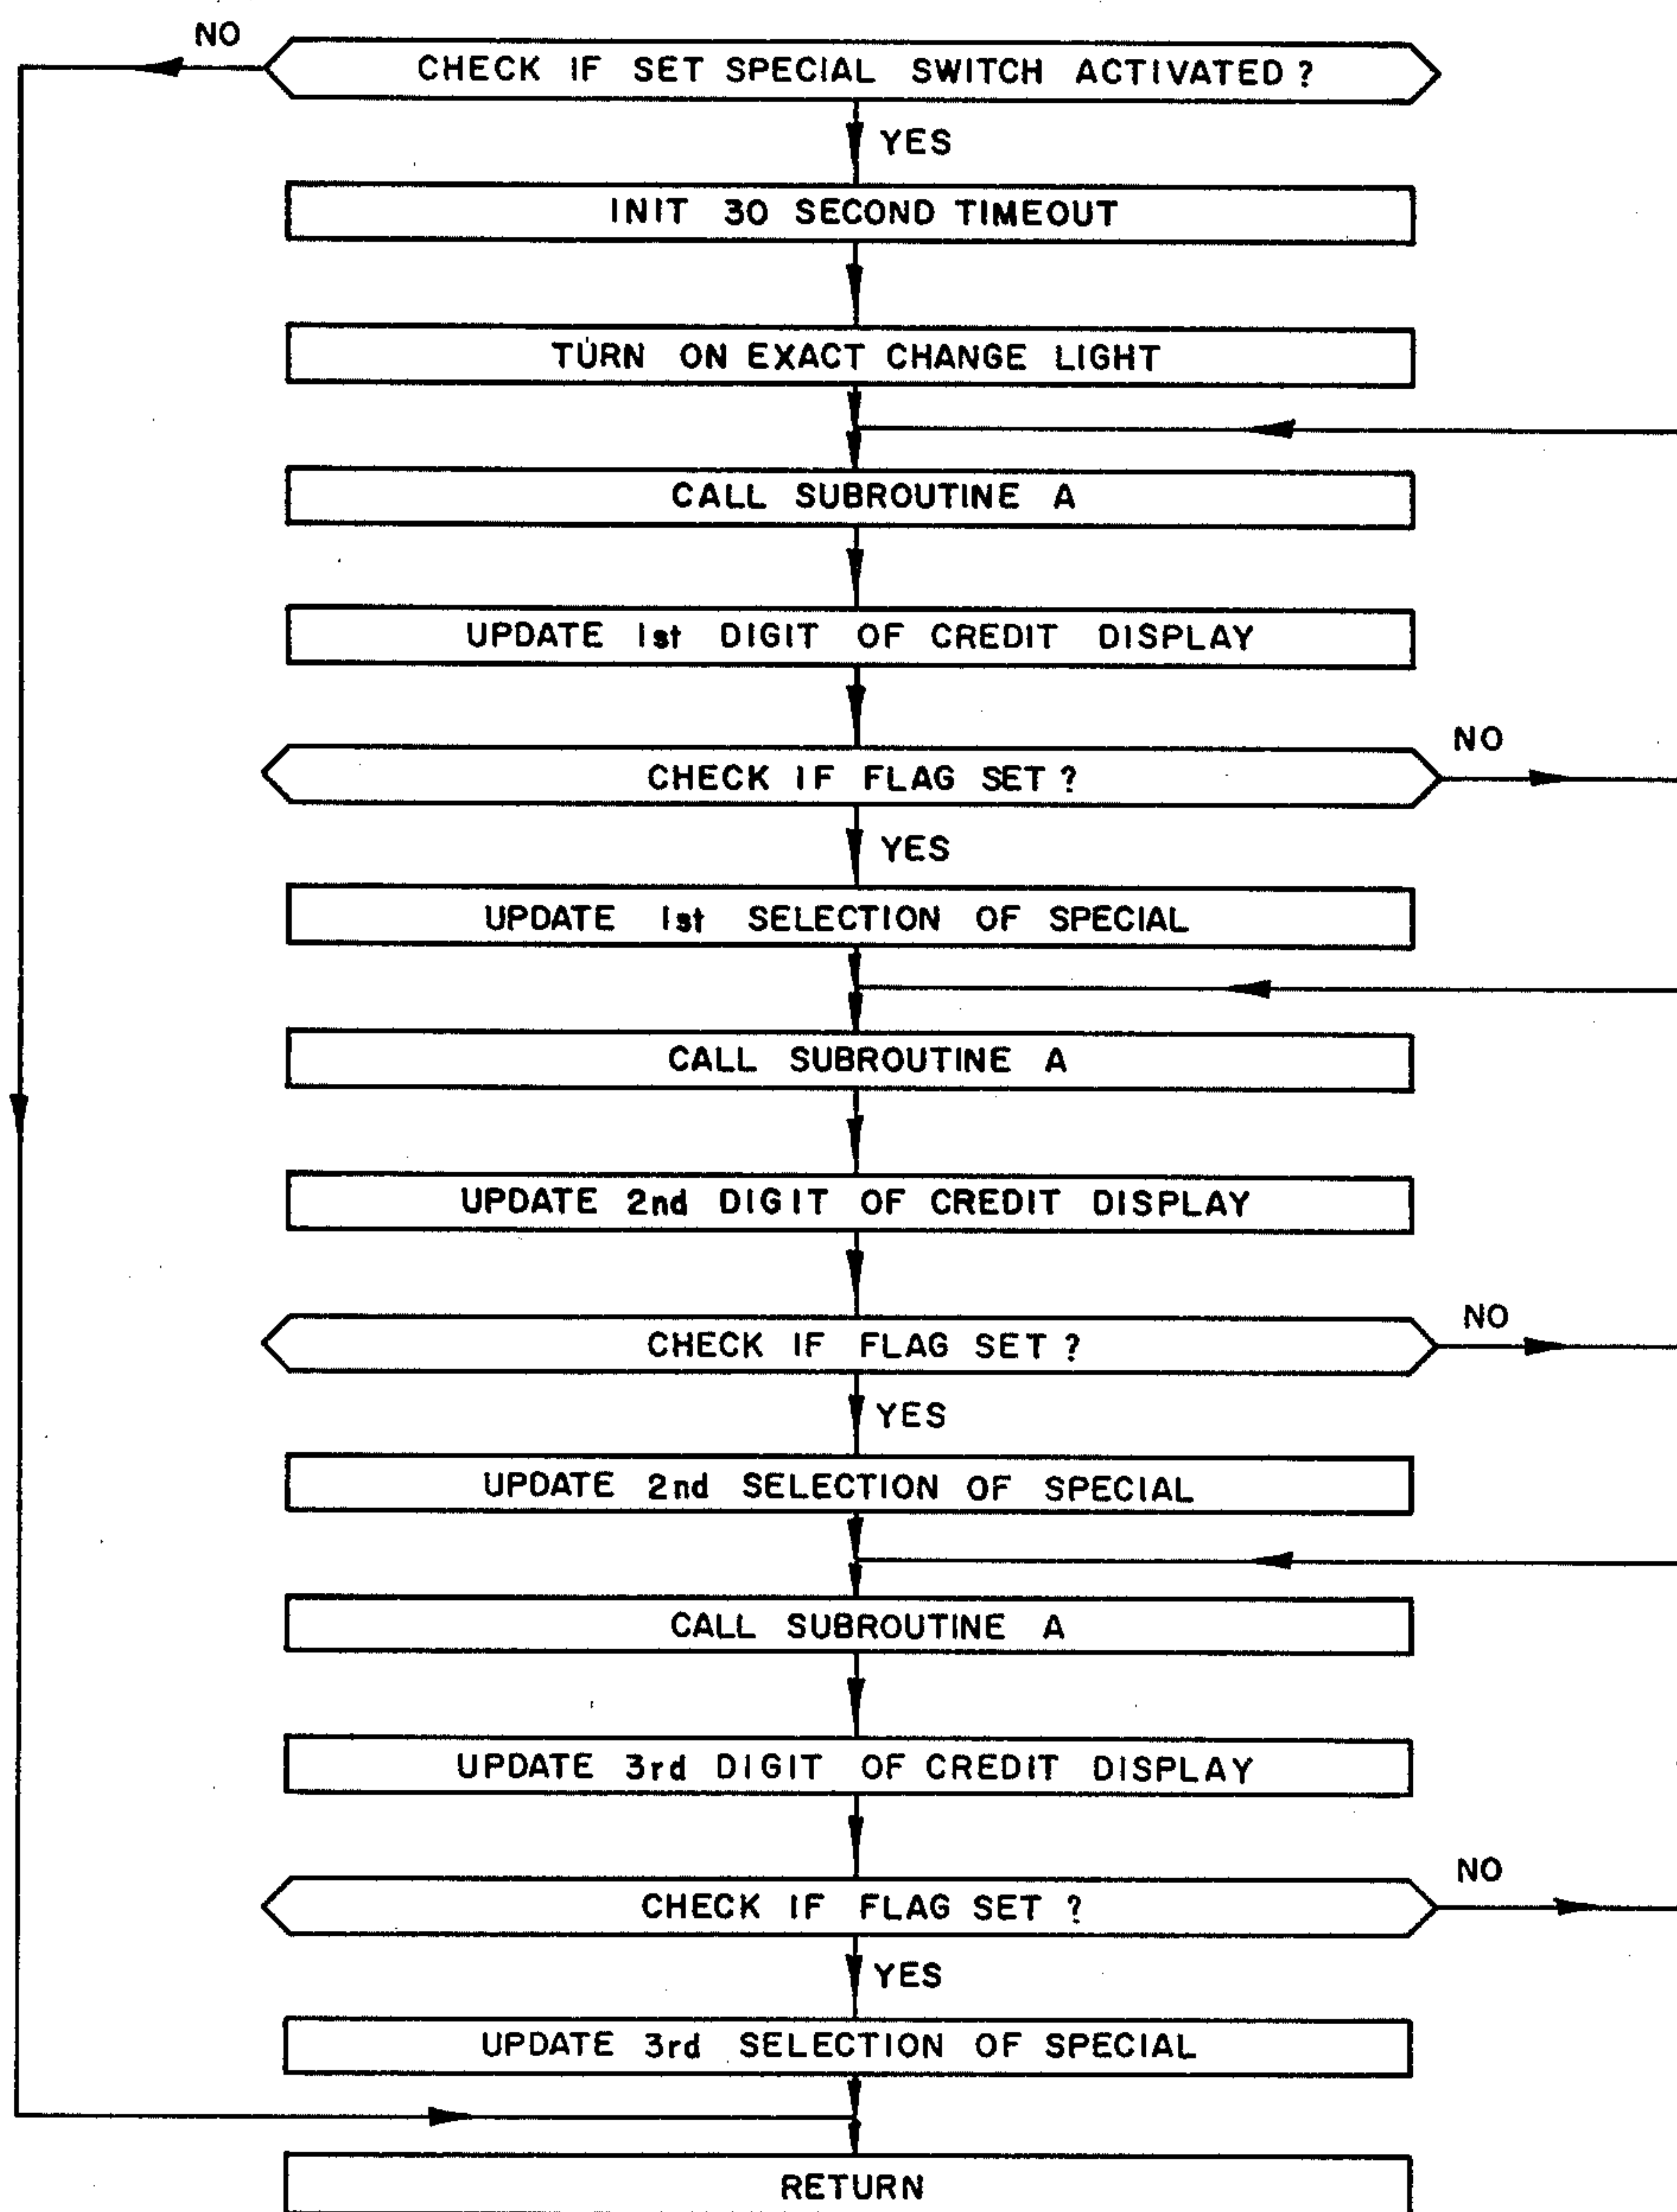 NO
CHECK IF SET SPECIAL SWITCH ACTIVATED ?
YES
INIT 30 SECOND TIMEOUT
TURN ON EXACT CHANGE LIGHT
CALL SUBROUTINE A
UPDATE 1st DIGIT OF CREDIT DISPLAY
NO
CHECK IF FLAG SET ?
YES
UPDATE 1st SELECTION OF SPECIAL
CALL SUBROUTINE A
UPDATE 2nd DIGIT OF CREDIT DISPLAY
NO
CHECK IF FLAG SET ?
YES
UPDATE 2nd SELECTION OF SPECIAL
CALL SUBROUTINE A
UPDATE 3rd DIGIT OF CREDIT DISPLAY
NO
CHECK IF FLAG SET ?
YES
UPDATE 3rd SELECTION OF SPECIAL
RETURN